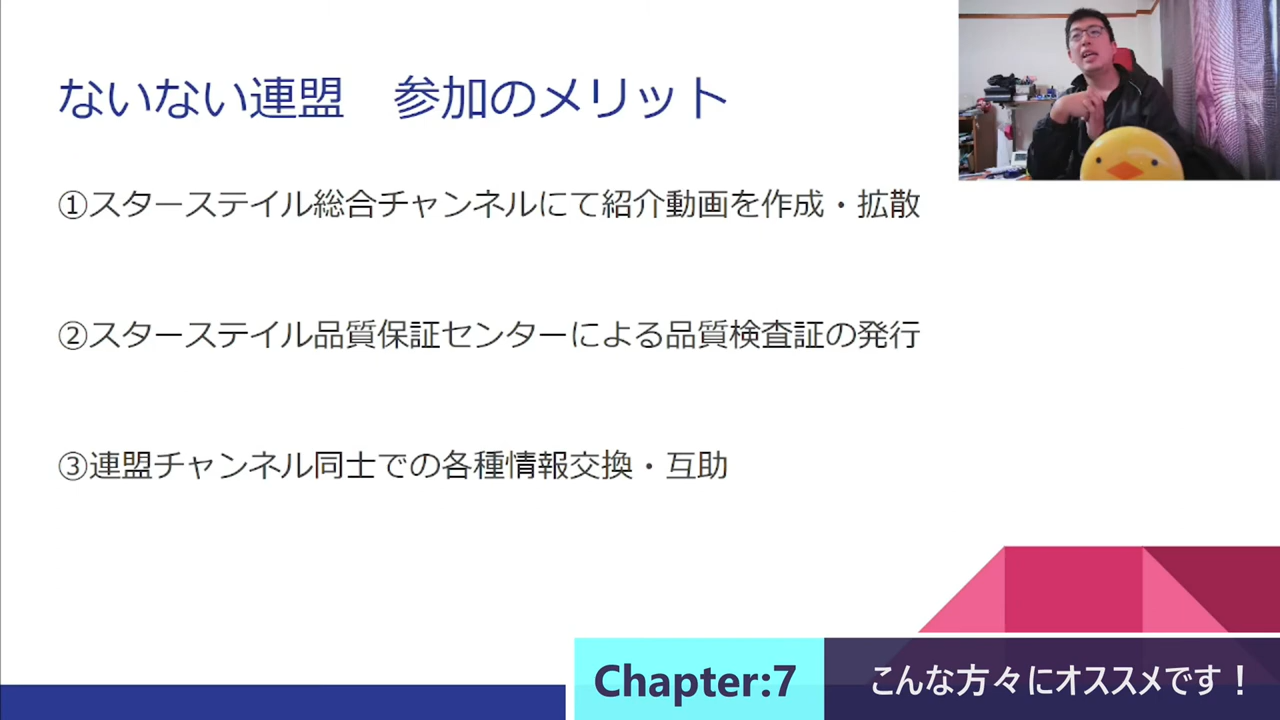 ないない連盟　参加のメリット
①スターステイル総合チャンネルにて紹介動画を作成・拡散
②スターステイル品質保証センターによる品質検査証の発行
③連盟チャンネル同士での各種情報交換・互助
Chapter:7　こんな方々にオススメです！